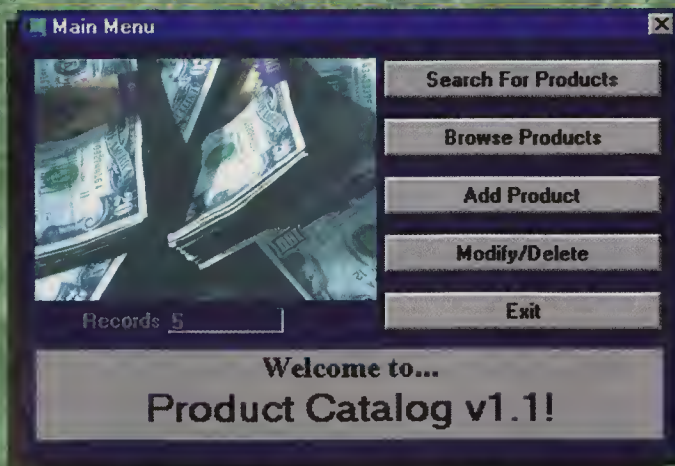 Main Menu
Search For Products
Browse Products
Add Product
Modify/Delete
Exit
Records 5
Welcome to...
Product Catalog v1.1!